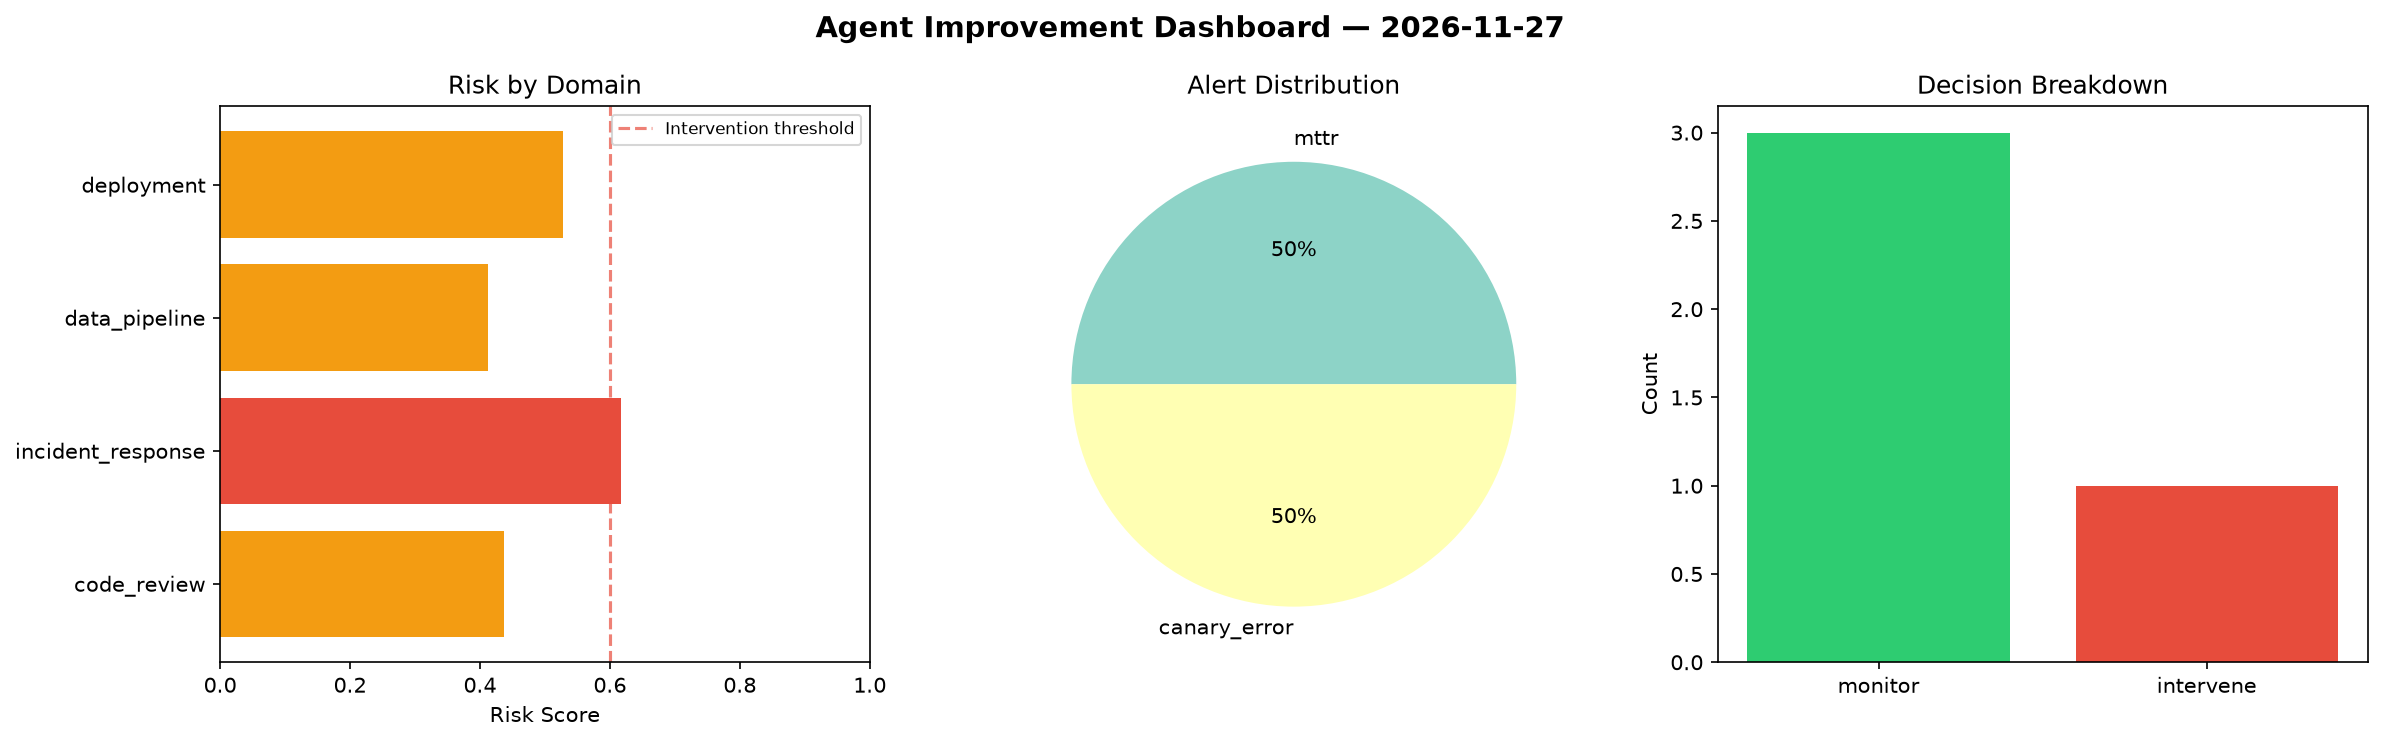 Agent Improvement Dashboard — 2026-11-27
Risk by Domain
Intervention threshold
deployment
data_pipeline
incident_response
code_review
0.0 0.2 0.4 0.6 0.8 1.0
Risk Score
Alert Distribution
mttr
50%
50%
canary_error
Decision Breakdown
Count
3.0
2.5
2.0
1.5
1.0
0.5
0.0
monitor intervene